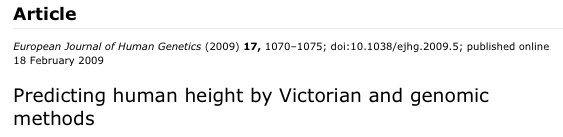 Article
European Journal of Human Genetics (2009) 17, 1070–1075; doi:10.1038/ejhg.2009.5; published online
18 February 2009
Predicting human height by Victorian and genomic
methods